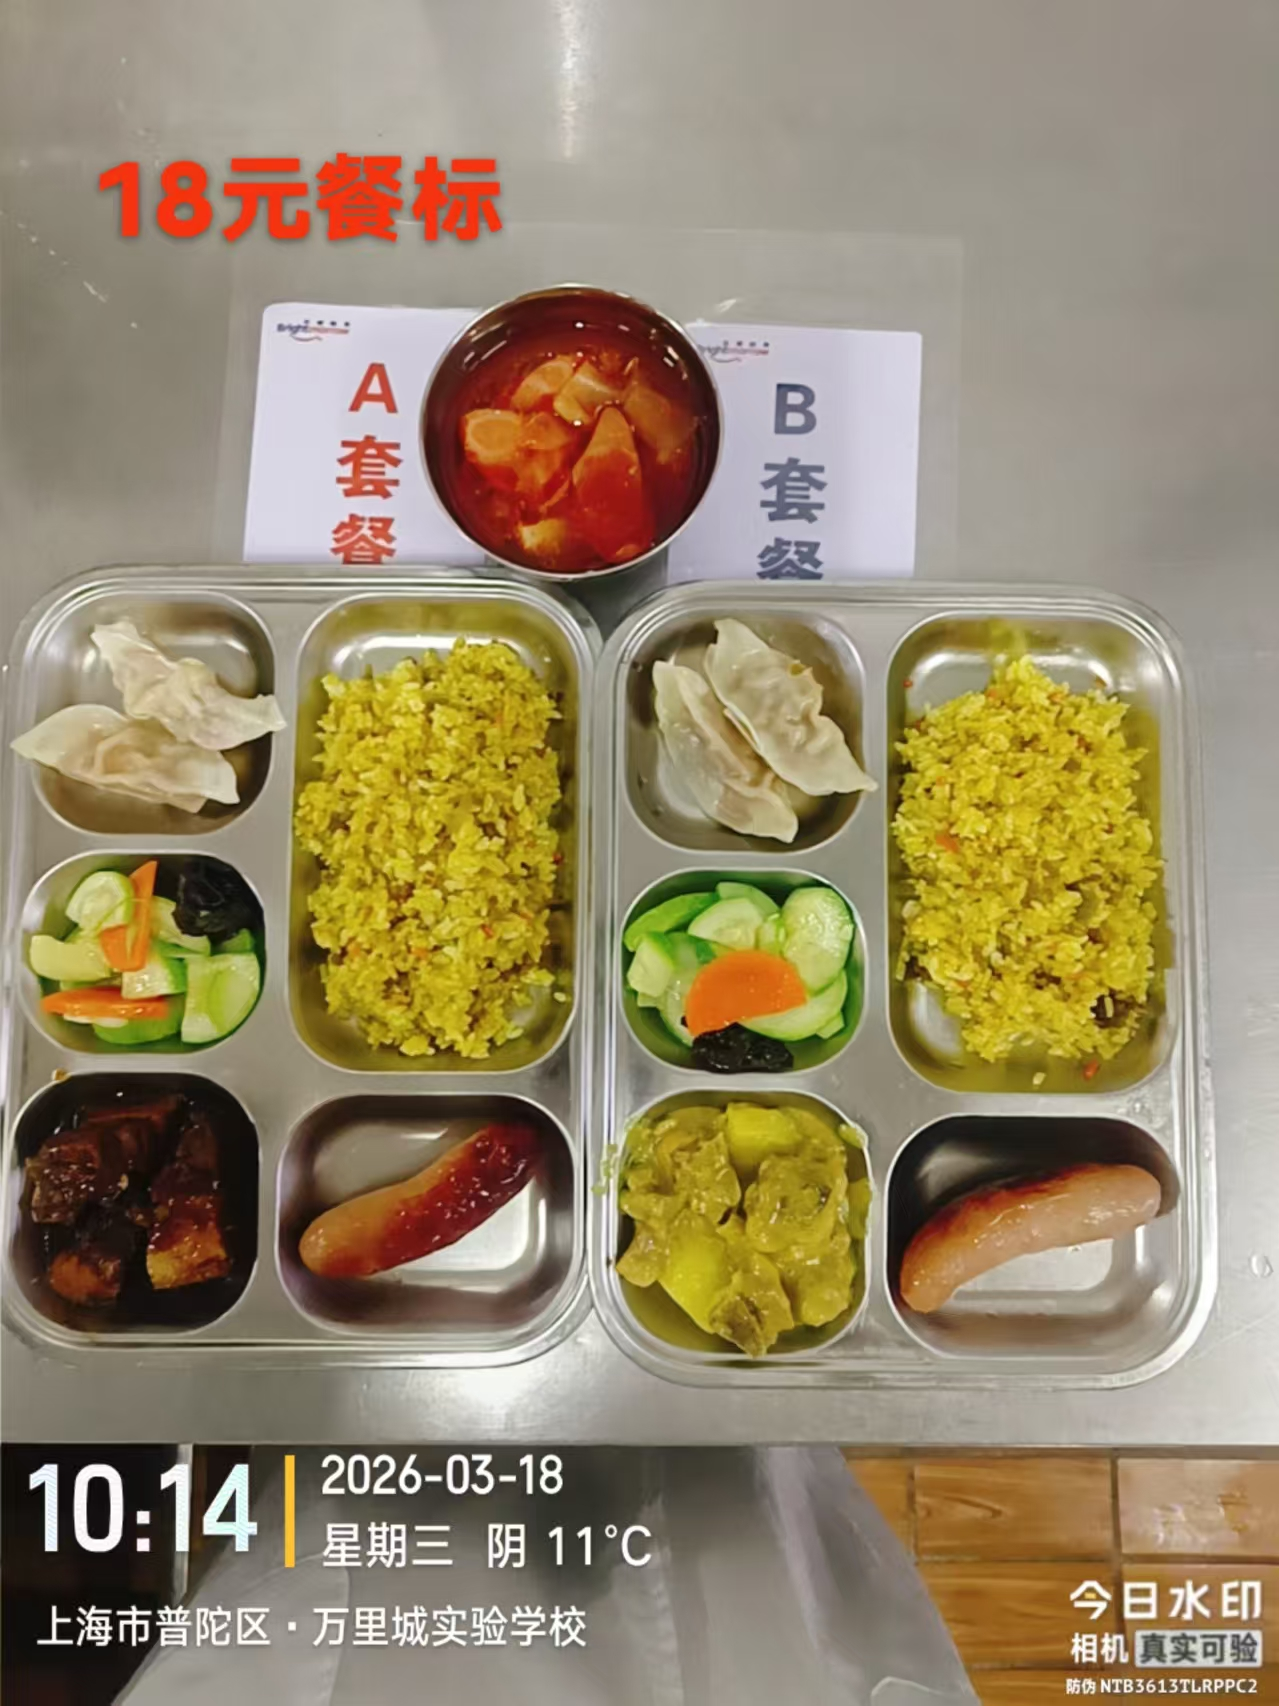 18元餐标
Brightmorrow
A
套
餐
Brightmorrow
B
套
餐
10:14
2026-03-18
星期三 阴 11°C
上海市普陀区·万里城实验学校
今日水印
相机 真实可验
防伪 NTB3613TLRPPC2